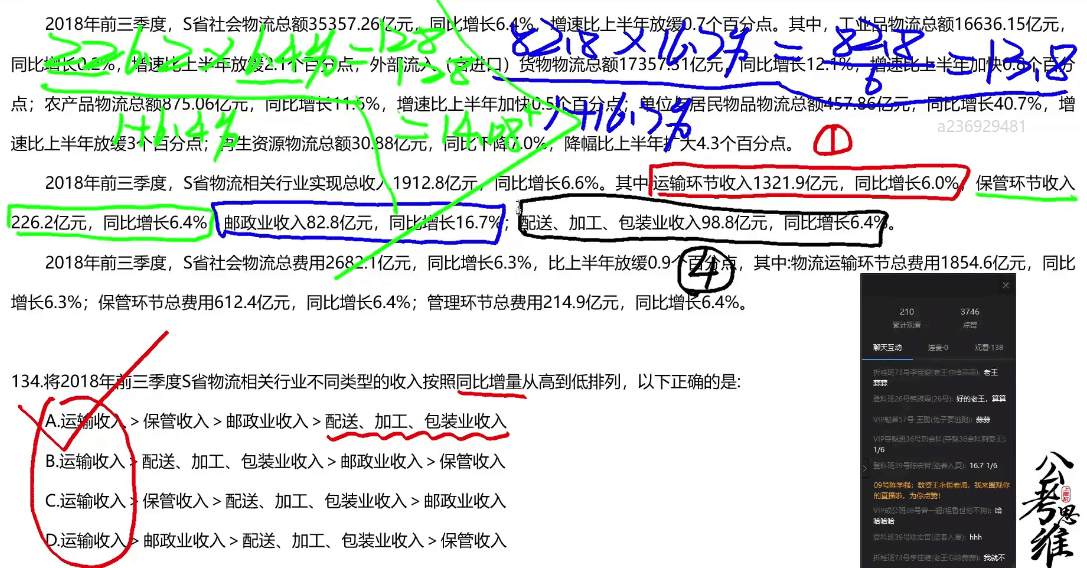 2018年前三季度，S省社会物流总额35357.26亿元，同比增长6.4%，增速比上半年放缓0.7个百分点。其中，工业品物流总额16636.15亿元，
同比增长0.2%，增速比上半年放缓2.1个百分点，外部流入（含进口）货物物流总额17357.31亿元，同比增长12.1%，增速比上半年加快0.6个百分
点；农产品物流总额875.06亿元，同比增长11.5%，增速比上半年加快0.5个百分点；单位与居民物品物流总额457.86亿元，同比增长40.7%，增
速比上半年放缓3个百分点；再生资源物流总额30.88亿元，同比下降7.0%，降幅比上半年扩大4.3个百分点。
226.2×6.4%
1+6.4%
=14.08
82.8×16.7%
1+16.7%
=
82.8
6
=13.8
a236929481
①
2018年前三季度，S省物流相关行业实现总收入1912.8亿元，同比增长6.6%。其中运输环节收入1321.9亿元，同比增长6.0%，保管环节收入
226.2亿元，同比增长6.4%；邮政业收入82.8亿元，同比增长16.7%；配送、加工、包装业收入98.8亿元，同比增长6.4%。
④
2018年前三季度，S省社会物流总费用2682.1亿元，同比增长6.3%，比上半年放缓0.9个百分点，其中:物流运输环节总费用1854.6亿元，同比
增长6.3%；保管环节总费用612.4亿元，同比增长6.4%；管理环节总费用214.9亿元，同比增长6.4%。
134.将2018年前三季度S省物流相关行业不同类型的收入按照同比增量从高到低排列，以下正确的是:
A.运输收入＞保管收入＞邮政业收入＞配送、加工、包装业收入
B.运输收入＞配送、加工、包装业收入＞邮政业收入＞保管收入
C.运输收入＞保管收入＞配送、加工、包装业收入＞邮政业收入
D.运输收入＞邮政业收入＞配送、加工、包装业收入＞保管收入
210 3746
累计观看 点赞
聊天互动 连麦·0 观看·138
老王
蒜蒜
好的老王，算算
蒜蒜
1/6
16.7 1/6
哈
哈哈哈
hhh
我就不
公考思维